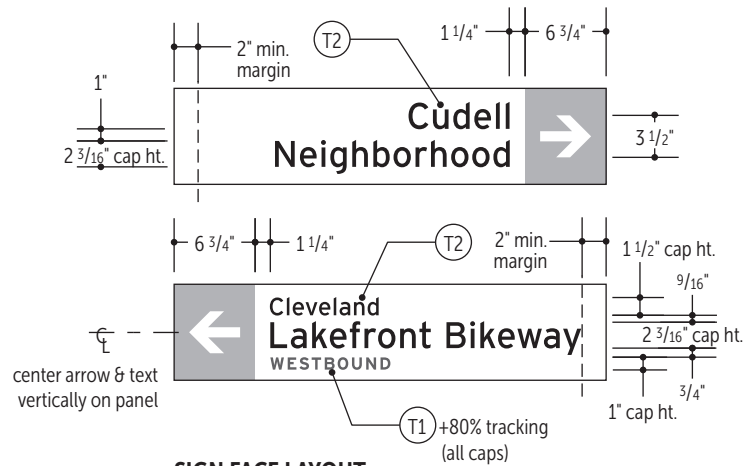 1 1/4"
6 3/4"
T2
2" min.
margin
1"
2 3/16" cap ht.
Cudell
Neighborhood
3 1/2"
6 3/4"
1 1/4"
T2
2" min.
margin
1 1/2" cap ht.
9/16"
Cleveland
Lakefront Bikeway
WESTBOUND
2 3/16" cap ht.
3/4"
1" cap ht.
℄
center arrow & text
vertically on panel
T1 +80% tracking
(all caps)
SIGN FACE LAYOUT